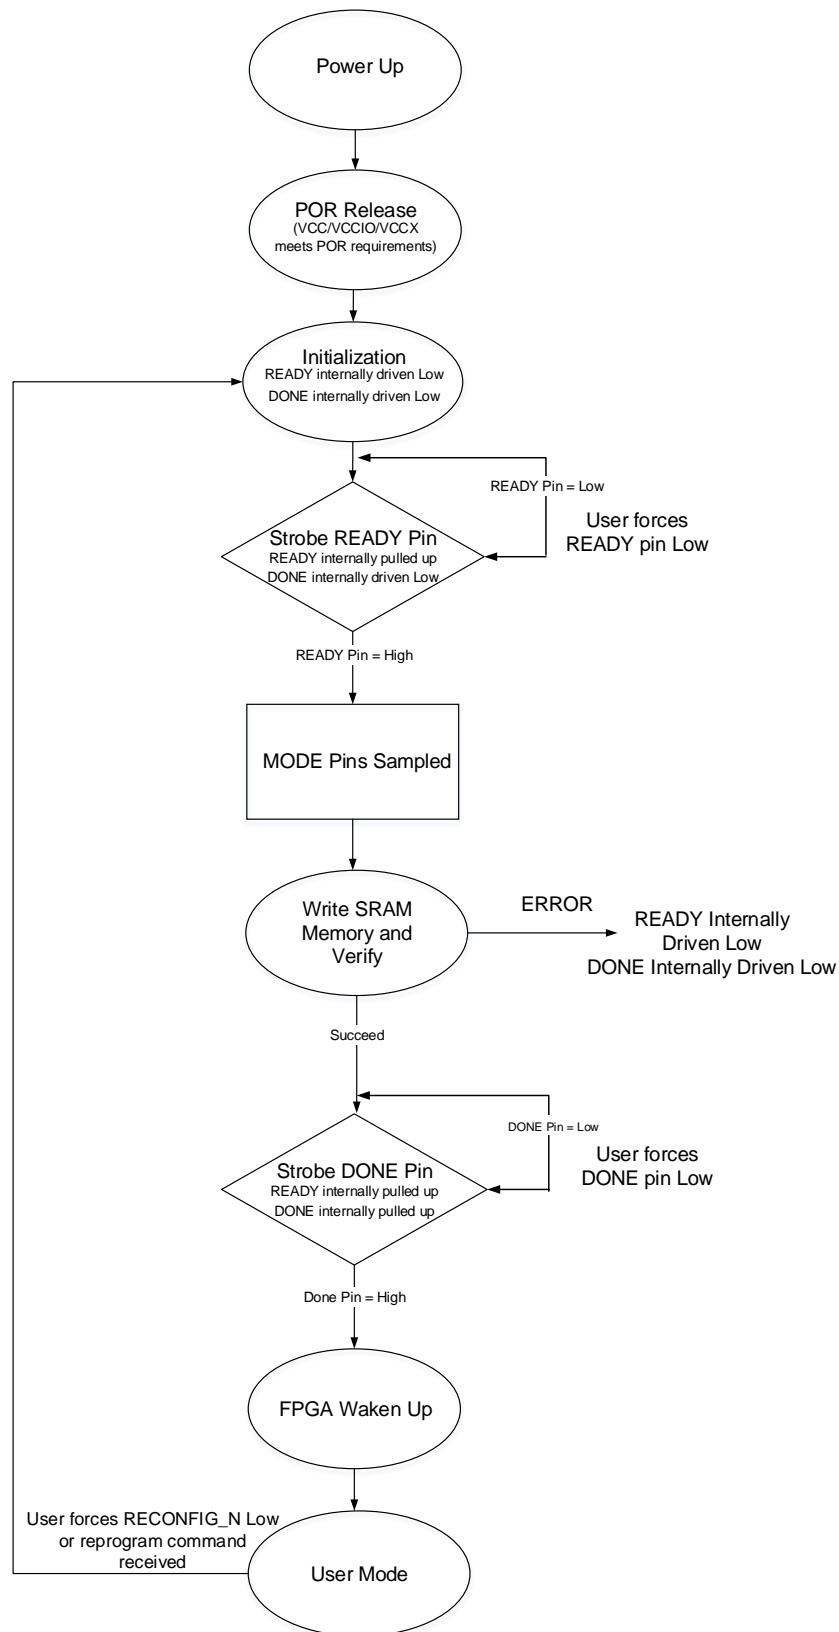 Power Up
POR Release
(VCC/VCCIO/VCCX
meets POR requirements)
Initialization
READY internally driven Low
DONE internally driven Low
READY Pin = Low
User forces
READY pin Low
Strobe READY Pin
READY internally pulled up
DONE internally driven Low
READY Pin = High
MODE Pins Sampled
Write SRAM
Memory and
Verify
ERROR
READY Internally
Driven Low
DONE Internally Driven Low
Succeed
DONE Pin = Low
User forces
DONE pin Low
Strobe DONE Pin
READY internally pulled up
DONE internally pulled up
Done Pin = High
FPGA Waken Up
User forces RECONFIG_N Low
or reprogram command
received
User Mode